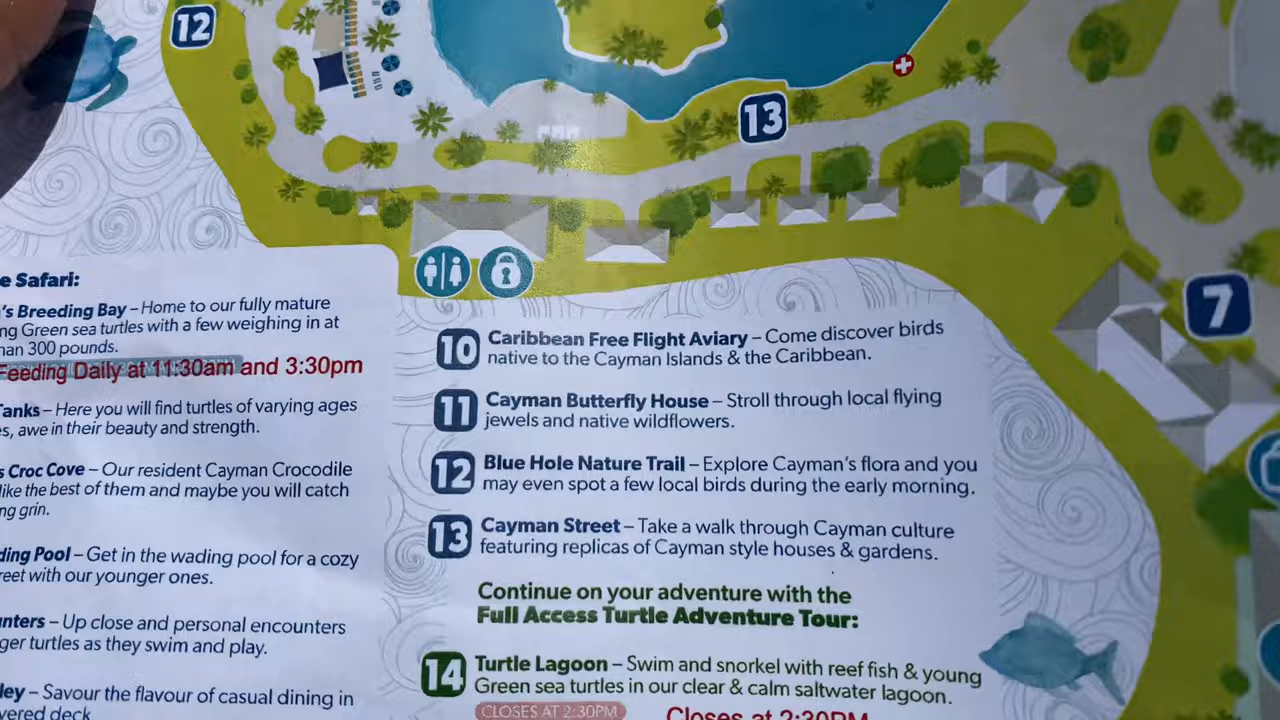 12
13
7
e Safari:
's Breeding Bay – Home to our fully mature
ng Green sea turtles with a few weighing in at
han 300 pounds.
Feeding Daily at 11:30am and 3:30pm
Tanks – Here you will find turtles of varying ages
s, awe in their beauty and strength.
s Croc Cove – Our resident Cayman Crocodile
like the best of them and maybe you will catch
ng grin.
ding Pool – Get in the wading pool for a cozy
reet with our younger ones.
unters – Up close and personal encounters
ger turtles as they swim and play.
ley – Savour the flavour of casual dining in
vered deck
10 Caribbean Free Flight Aviary – Come discover birds
native to the Cayman Islands & the Caribbean.
11 Cayman Butterfly House – Stroll through local flying
jewels and native wildflowers.
12 Blue Hole Nature Trail – Explore Cayman's flora and you
may even spot a few local birds during the early morning.
13 Cayman Street – Take a walk through Cayman culture
featuring replicas of Cayman style houses & gardens.
Continue on your adventure with the
Full Access Turtle Adventure Tour:
14 Turtle Lagoon – Swim and snorkel with reef fish & young
Green sea turtles in our clear & calm saltwater lagoon.
CLOSES AT 2:30PM Closes at 2:30PM